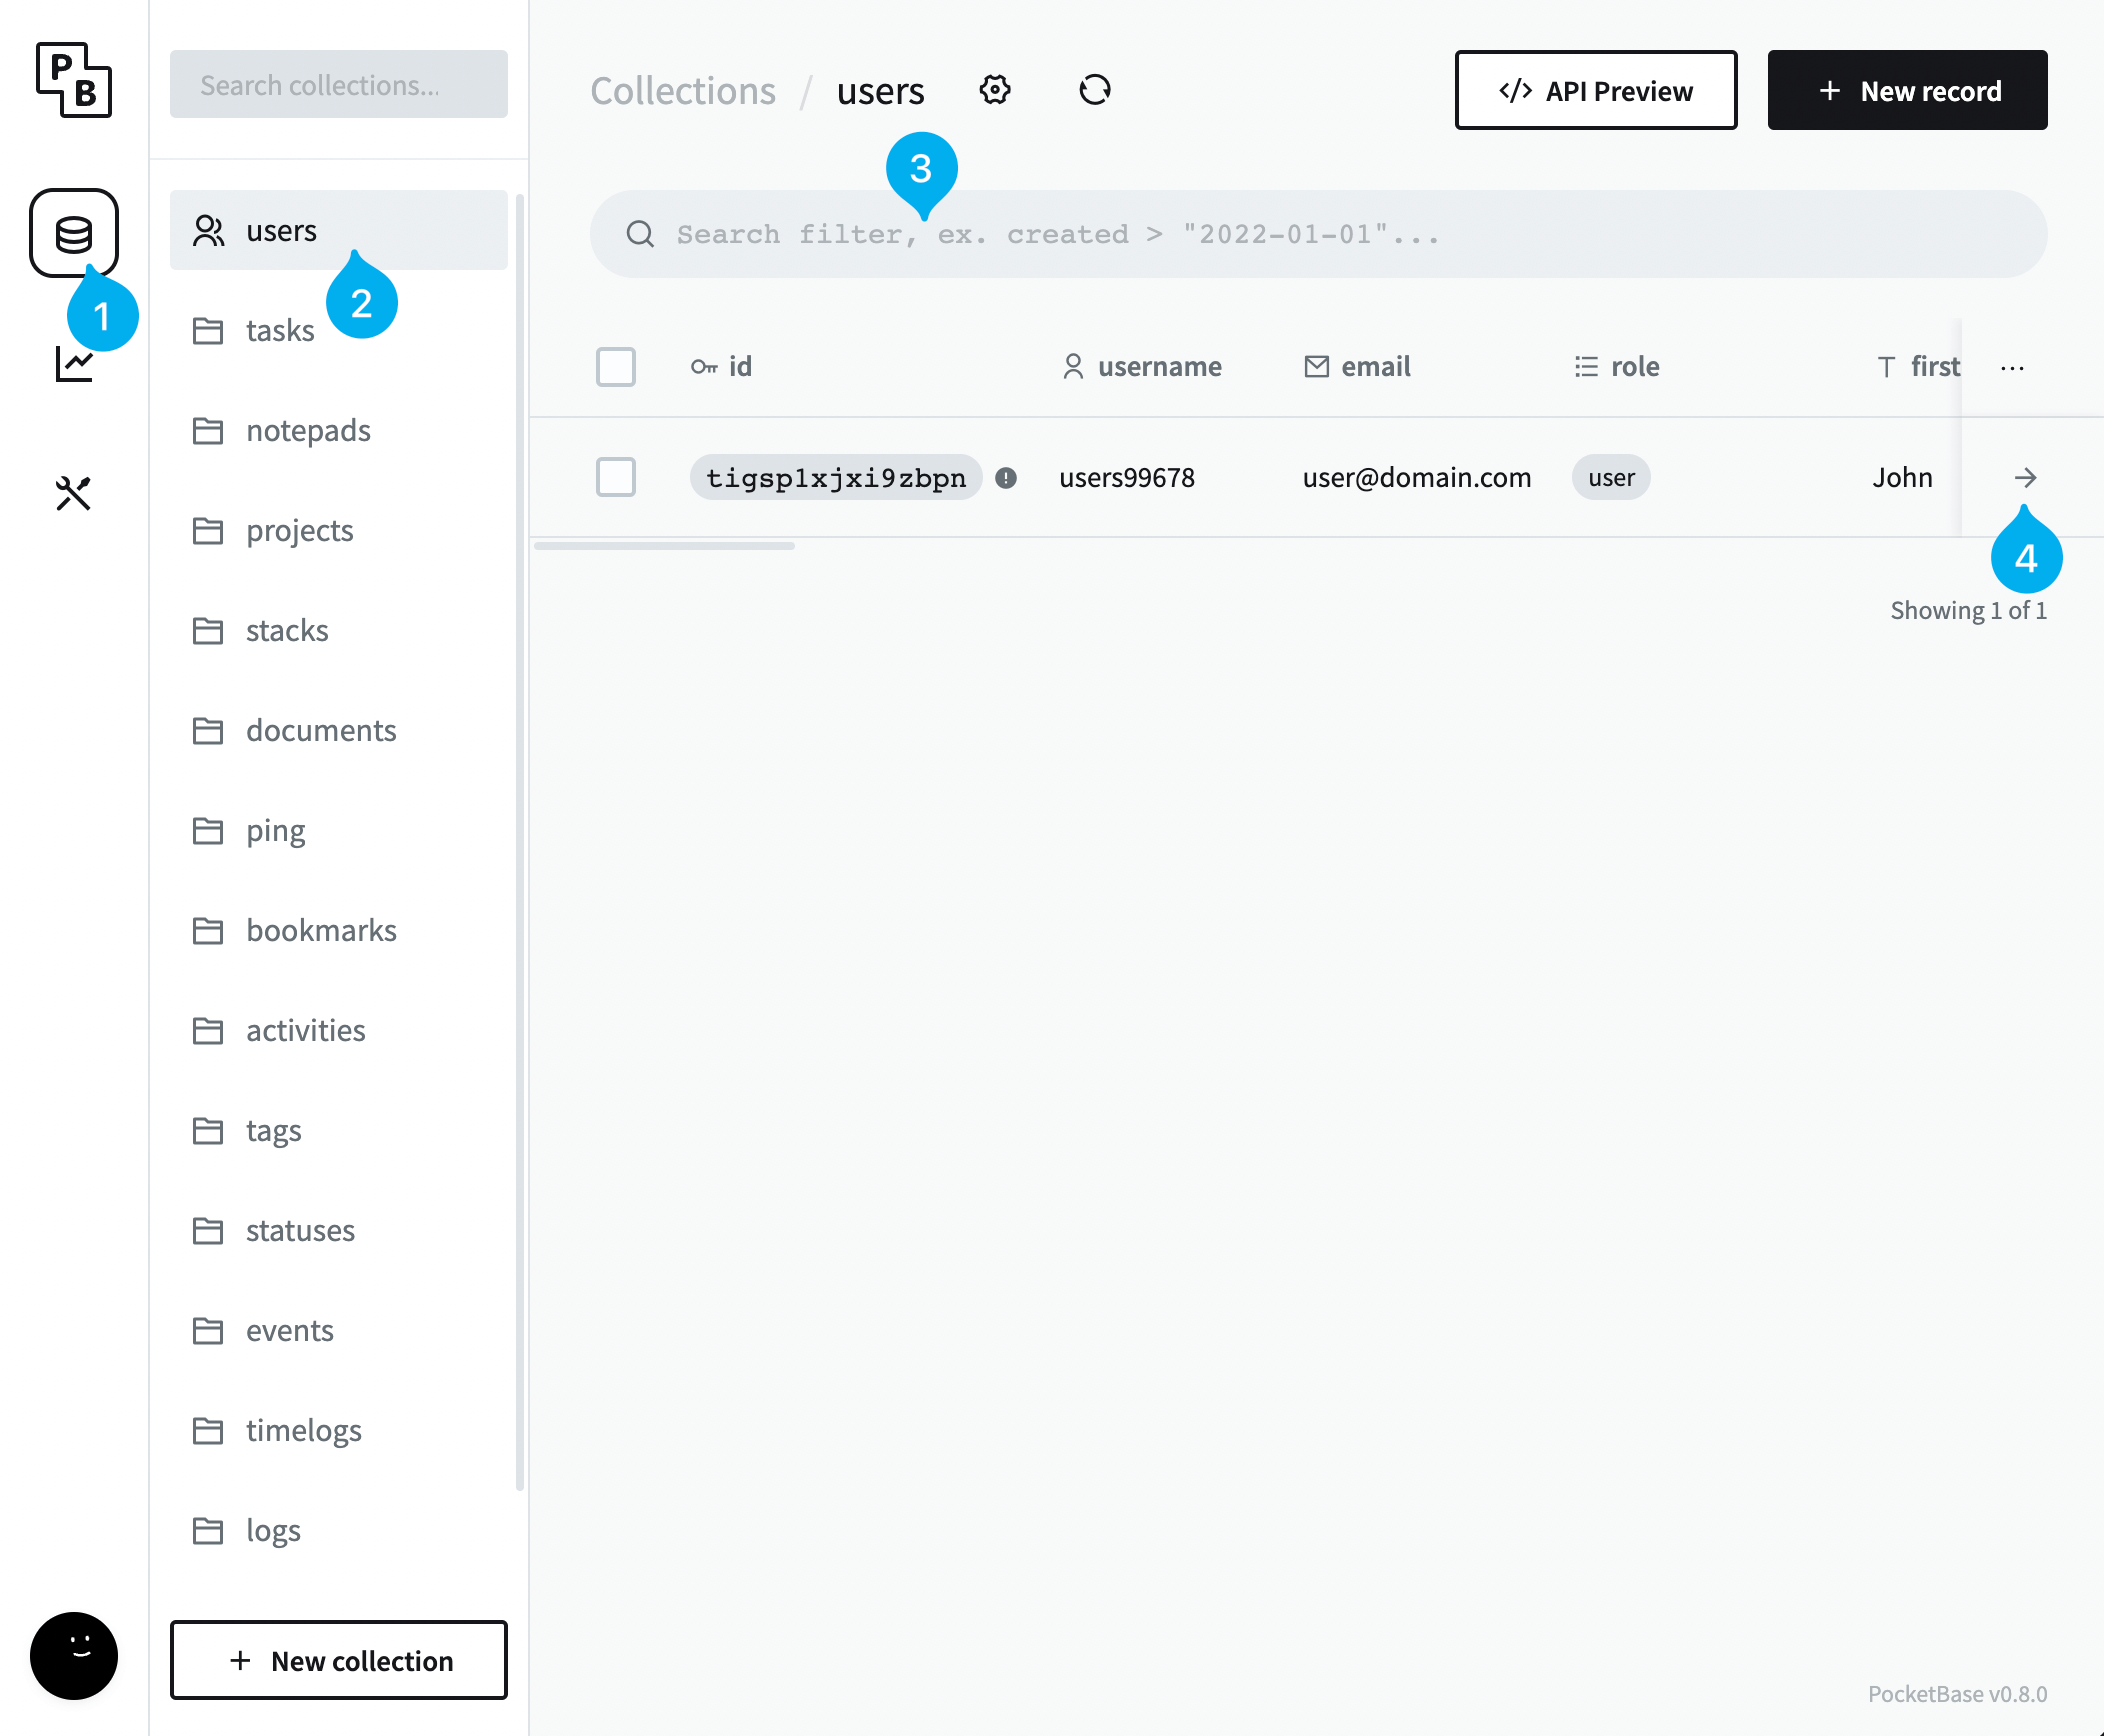 PB
Search collections...
users
tasks
notepads
projects
stacks
documents
ping
bookmarks
activities
tags
statuses
events
timelogs
logs
+ New collection
1
2
Collections / users
</> API Preview
+ New record
3
Search filter, ex. created > "2022-01-01"...
id username email role first ...
tigsp1xjxi9zbpn users99678 user@domain.com user John
4
Showing 1 of 1
PocketBase v0.8.0